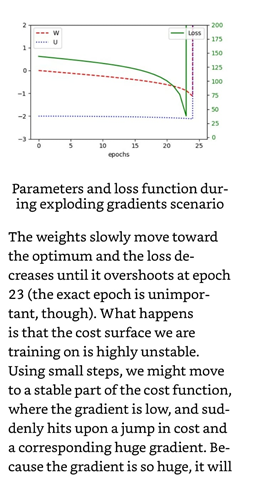 2
1
0
−1
−2
−3
W
U
Loss
200
175
150
125
100
75
50
25
0
0 5 10 15 20 25
epochs
Parameters and loss function dur-
ing exploding gradients scenario
The weights slowly move toward
the optimum and the loss de-
creases until it overshoots at epoch
23 (the exact epoch is unimpor-
tant, though). What happens
is that the cost surface we are
training on is highly unstable.
Using small steps, we might move
to a stable part of the cost function,
where the gradient is low, and sud-
denly hits upon a jump in cost and
a corresponding huge gradient. Be-
cause the gradient is so huge, it will